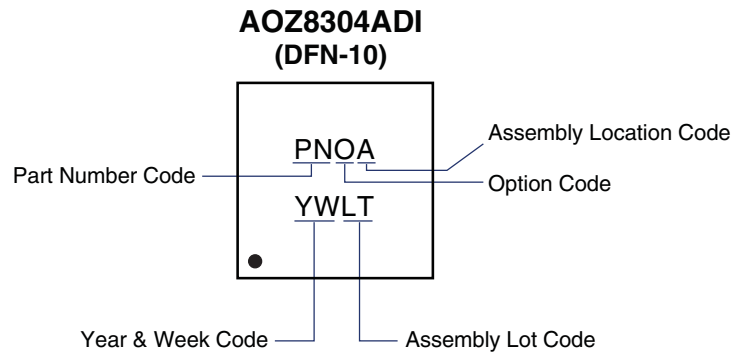 AOZ8304ADI
(DFN-10)
PNOA
Assembly Location Code
Part Number Code
Option Code
YWLT
Year & Week Code
Assembly Lot Code